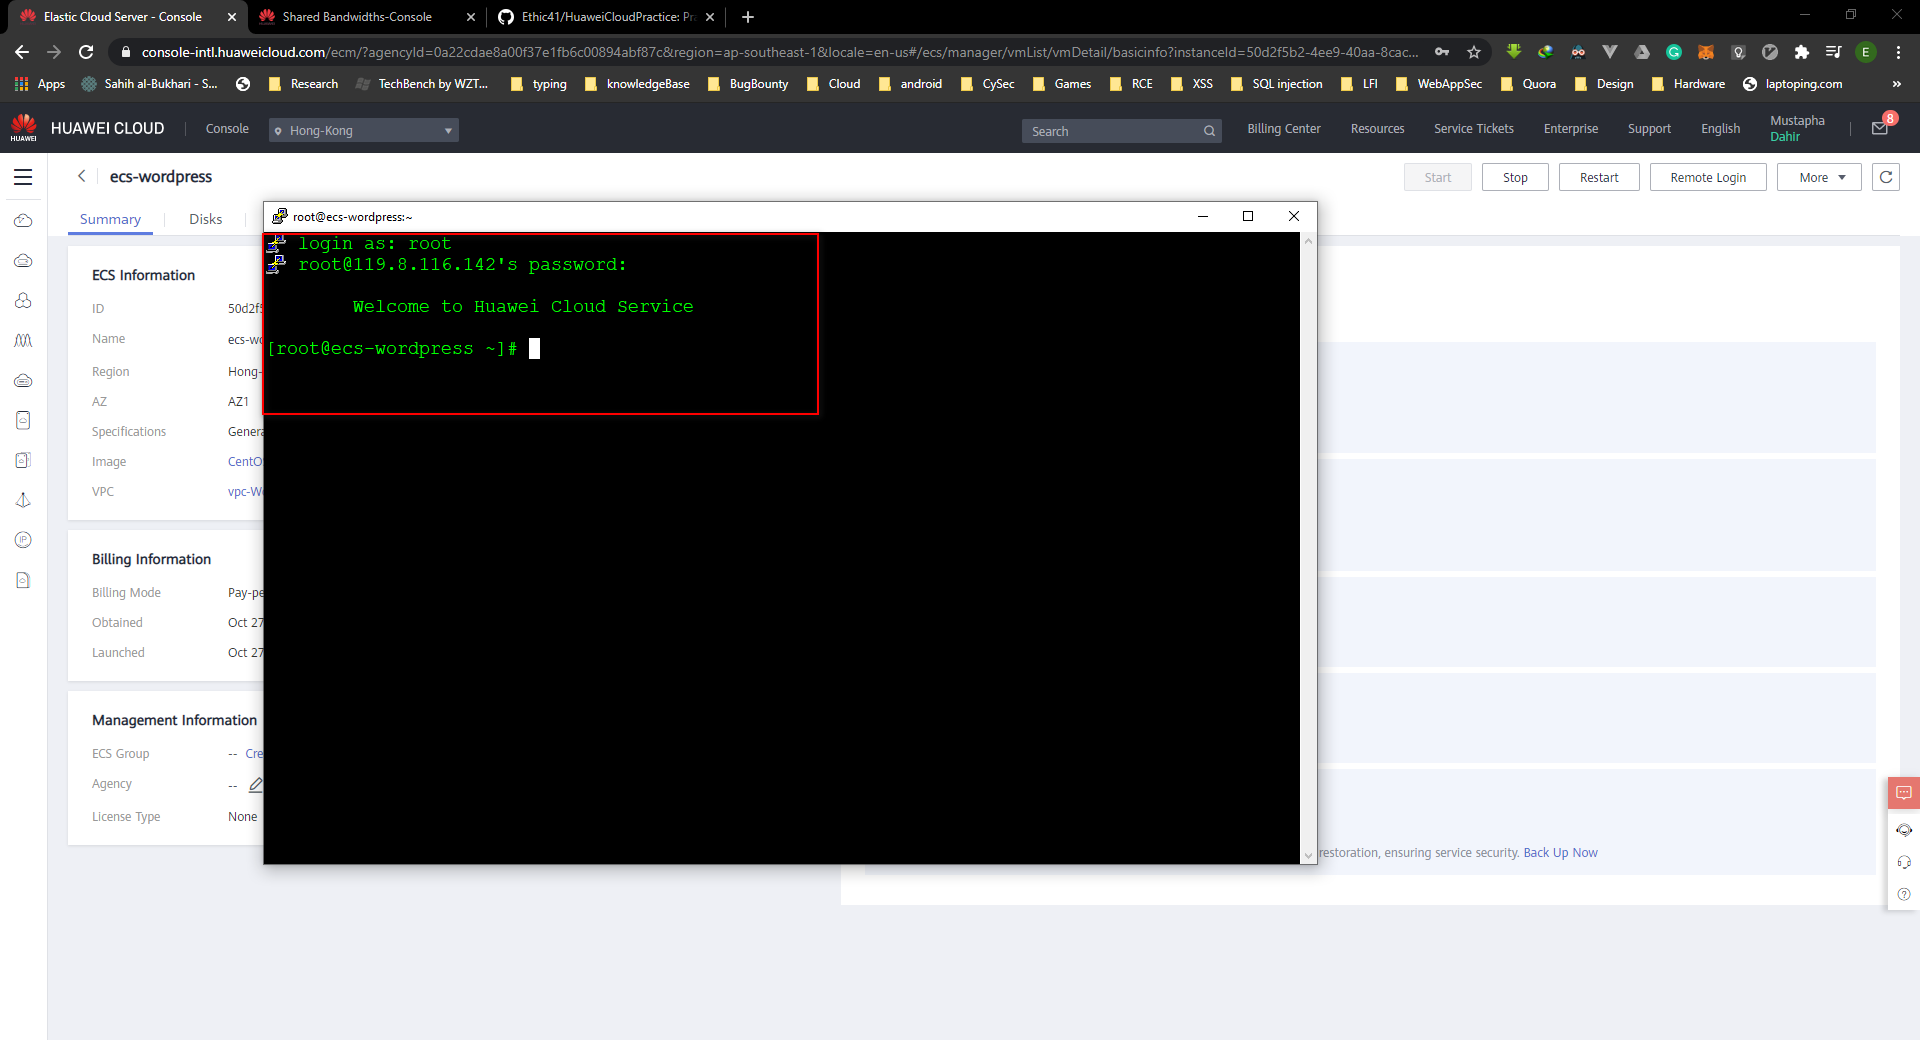 Elastic Cloud Server - Console
Shared Bandwidths-Console
Ethic41/HuaweiCloudPractice: Pr
console-intl.huaweicloud.com/ecm/?agencyId=0a22cdae8a00f37e1fb6c00894abf87c&region=ap-southeast-1&locale=en-us#/ecs/manager/vmList/vmDetail/basicinfo?instanceId=50d2f5b2-4ee9-40aa-8cac...
E
Apps
Sahih al-Bukhari - S...
Research
TechBench by WZT...
typing
knowledgeBase
BugBounty
Cloud
android
CySec
Games
RCE
XSS
SQL injection
LFI
WebAppSec
Quora
Design
Hardware
laptoping.com
»
HUAWEI
HUAWEI CLOUD
Console
Hong-Kong
Search
Billing Center
Resources
Service Tickets
Enterprise
Support
English
Mustapha
Dahir
8
ecs-wordpress
Start
Stop
Restart
Remote Login
More
Summary
Disks
root@ecs-wordpress:~
login as: root
root@119.8.116.142's password:
Welcome to Huawei Cloud Service
[root@ecs-wordpress ~]#
ECS Information
ID 50d2f5
Name ecs-wo
Region Hong-
AZ AZ1
Specifications Genera
Image CentO
VPC vpc-W
Billing Information
Billing Mode Pay-pe
Obtained Oct 27
Launched Oct 27
Management Information
ECS Group -- Cre
Agency --
License Type None
restoration, ensuring service security. Back Up Now
IP